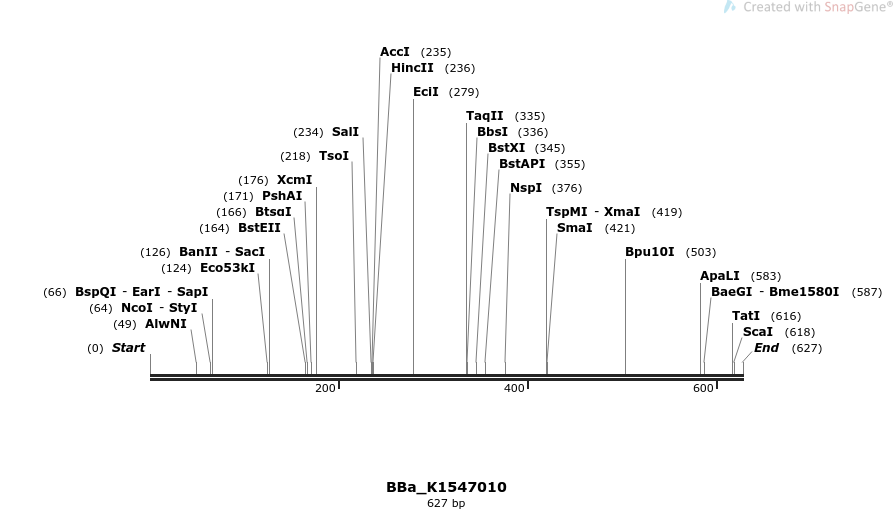 Created with SnapGene®
AccI (235)
HincII (236)
EciI (279)
TaqII (335)
(234) SalI
BbsI (336)
BstXI (345)
(218) TsoI
BstAPI (355)
(176) XcmI
NspI (376)
(171) PshAI
(166) BtsαI
TspMI - XmaI (419)
(164) BstEII
SmaI (421)
(126) BanII - SacI
Bpu10I (503)
(124) Eco53kI
ApaLI (583)
(66) BspQI - EarI - SapI
BaeGI - Bme1580I (587)
(64) NcoI - StyI
TatI (616)
(49) AlwNI
ScaI (618)
(0) Start
End (627)
200 400 600
BBa_K1547010
627 bp